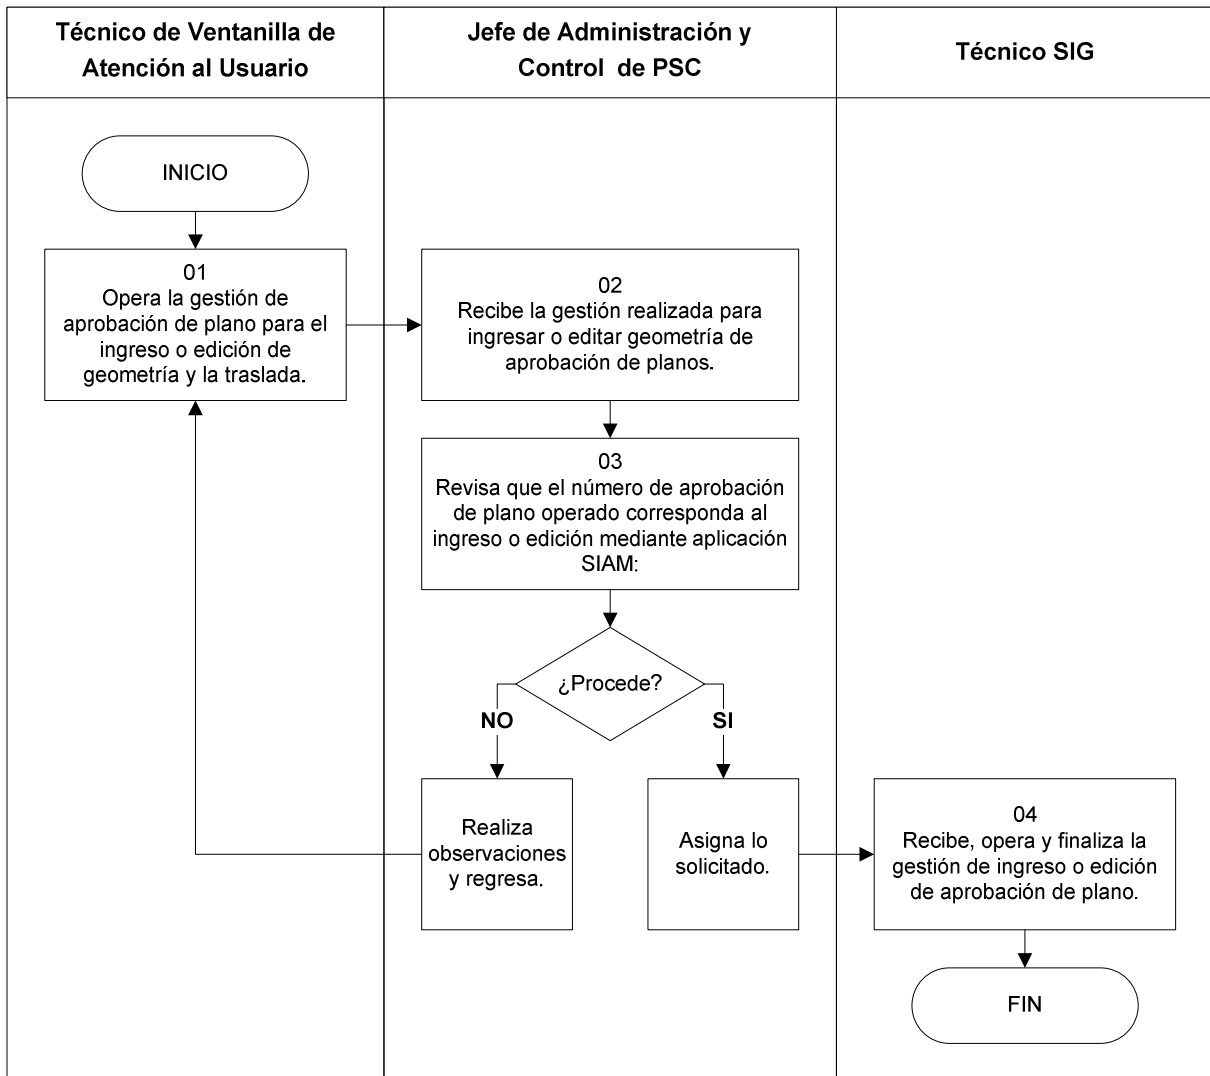 Técnico de Ventanilla de
Atención al Usuario
Jefe de Administración y
Control de PSC
Técnico SIG
INICIO
01
Opera la gestión de
aprobación de plano para el
ingreso o edición de
geometría y la traslada.
02
Recibe la gestión realizada para
ingresar o editar geometría de
aprobación de planos.
03
Revisa que el número de aprobación
de plano operado corresponda al
ingreso o edición mediante aplicación
SIAM:
¿Procede?
NO
SI
Realiza
observaciones
y regresa.
Asigna lo
solicitado.
04
Recibe, opera y finaliza la
gestión de ingreso o edición
de aprobación de plano.
FIN